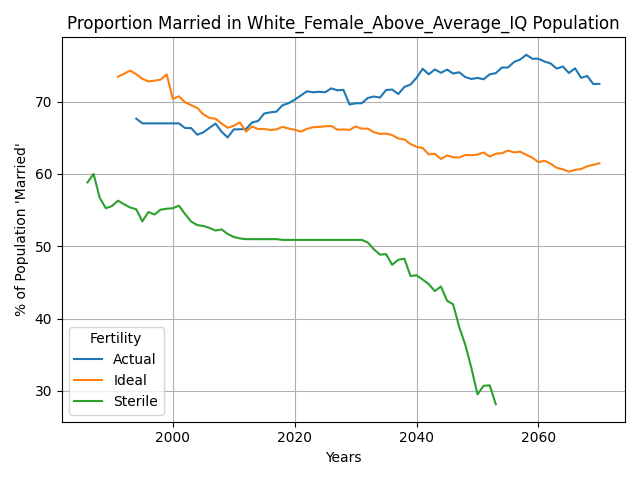 Proportion Married in White_Female_Above_Average_IQ Population
% of Population 'Married'
70
60
50
40
30
Fertility
Actual
Ideal
Sterile
2000
2020
2040
2060
Years